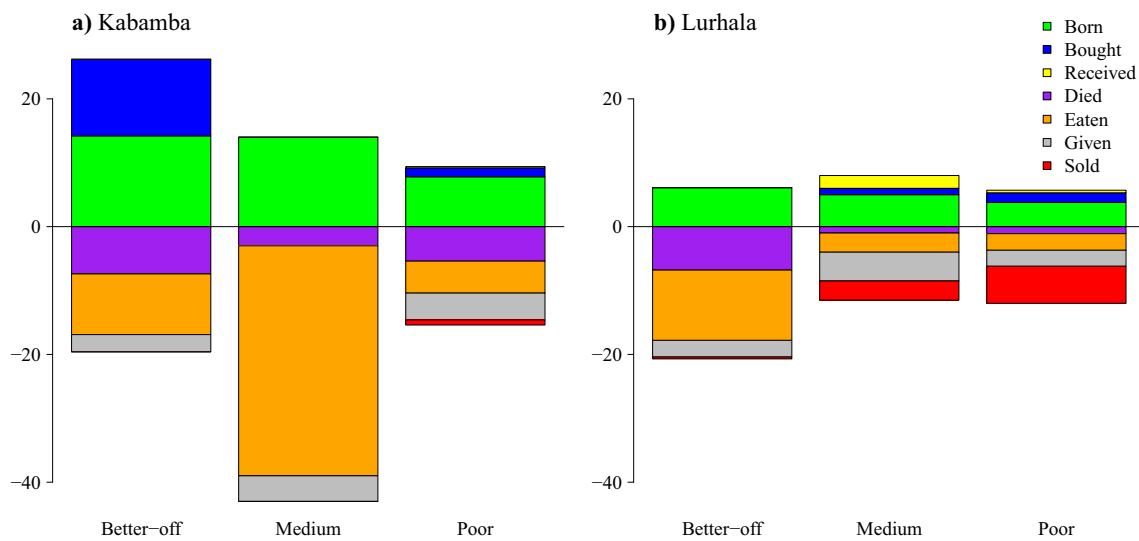 a) Kabamba
20
0
−20
−40
Better−off
Medium
Poor
b) Lurhala
Born
Bought
Received
Died
Eaten
Given
Sold
20
0
−20
−40
Better−off
Medium
Poor